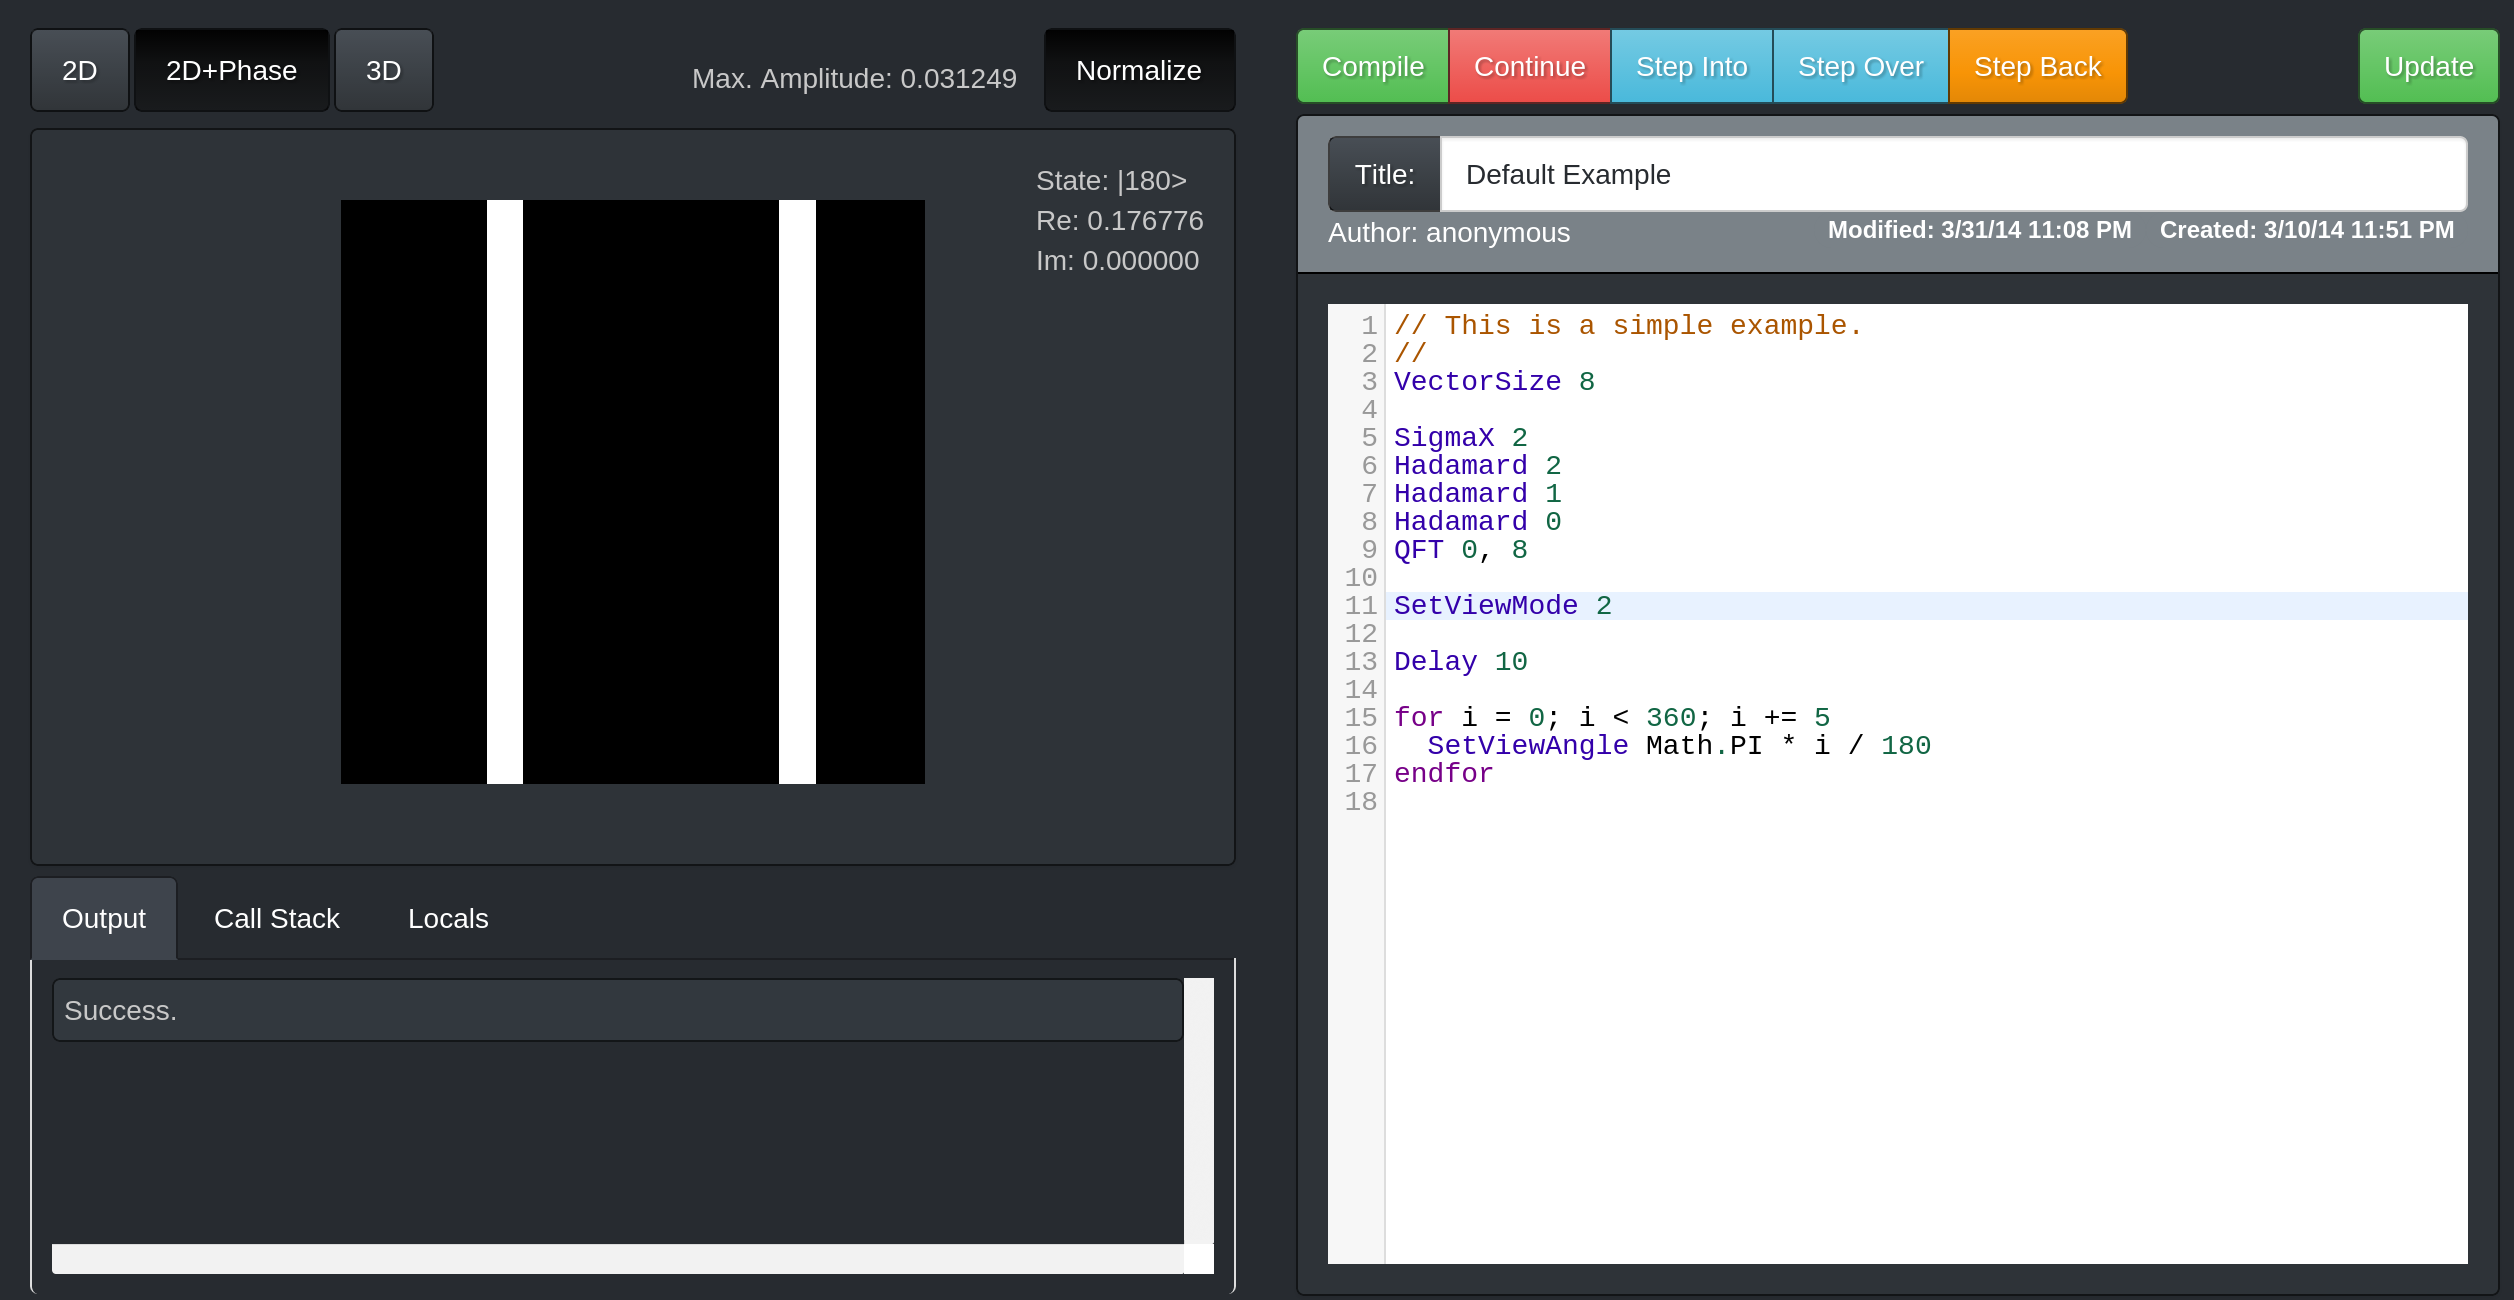 2D 2D+Phase 3D Max. Amplitude: 0.031249 Normalize
State: |180>
Re: 0.176776
Im: 0.000000
Output Call Stack Locals
Success.
Compile Continue Step Into Step Over Step Back Update
Title: Default Example
Author: anonymous Modified: 3/31/14 11:08 PM Created: 3/10/14 11:51 PM
1 // This is a simple example.
2 //
3 VectorSize 8
4
5 SigmaX 2
6 Hadamard 2
7 Hadamard 1
8 Hadamard 0
9 QFT 0, 8
10
11 SetViewMode 2
12
13 Delay 10
14
15 for i = 0; i < 360; i += 5
16   SetViewAngle Math.PI * i / 180
17 endfor
18